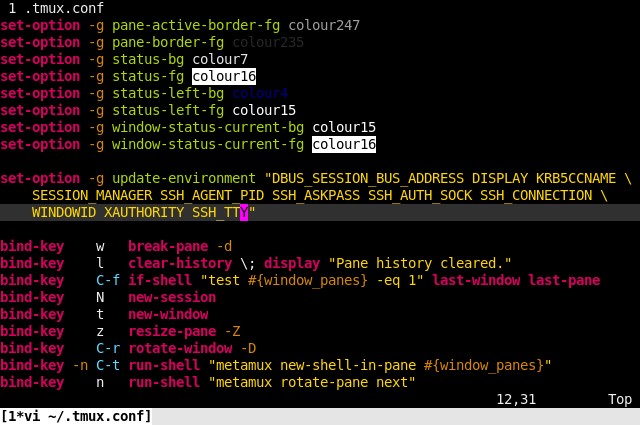 1 .tmux.conf
set-option -g pane-active-border-fg colour247
set-option -g pane-border-fg colour235
set-option -g status-bg colour7
set-option -g status-fg colour16
set-option -g status-left-bg colour4
set-option -g status-left-fg colour15
set-option -g window-status-current-bg colour15
set-option -g window-status-current-fg colour16
set-option -g update-environment "DBUS_SESSION_BUS_ADDRESS DISPLAY KRB5CCNAME \
SESSION_MANAGER SSH_AGENT_PID SSH_ASKPASS SSH_AUTH_SOCK SSH_CONNECTION \
WINDOWID XAUTHORITY SSH_TTY"
bind-key w break-pane -d
bind-key l clear-history \; display "Pane history cleared."
bind-key C-f if-shell "test #{window_panes} -eq 1" last-window last-pane
bind-key N new-session
bind-key t new-window
bind-key z resize-pane -Z
bind-key C-r rotate-window -D
bind-key -n C-t run-shell "metamux new-shell-in-pane #{window_panes}"
bind-key n run-shell "metamux rotate-pane next"
12,31 Top
[1*vi ~/.tmux.conf]